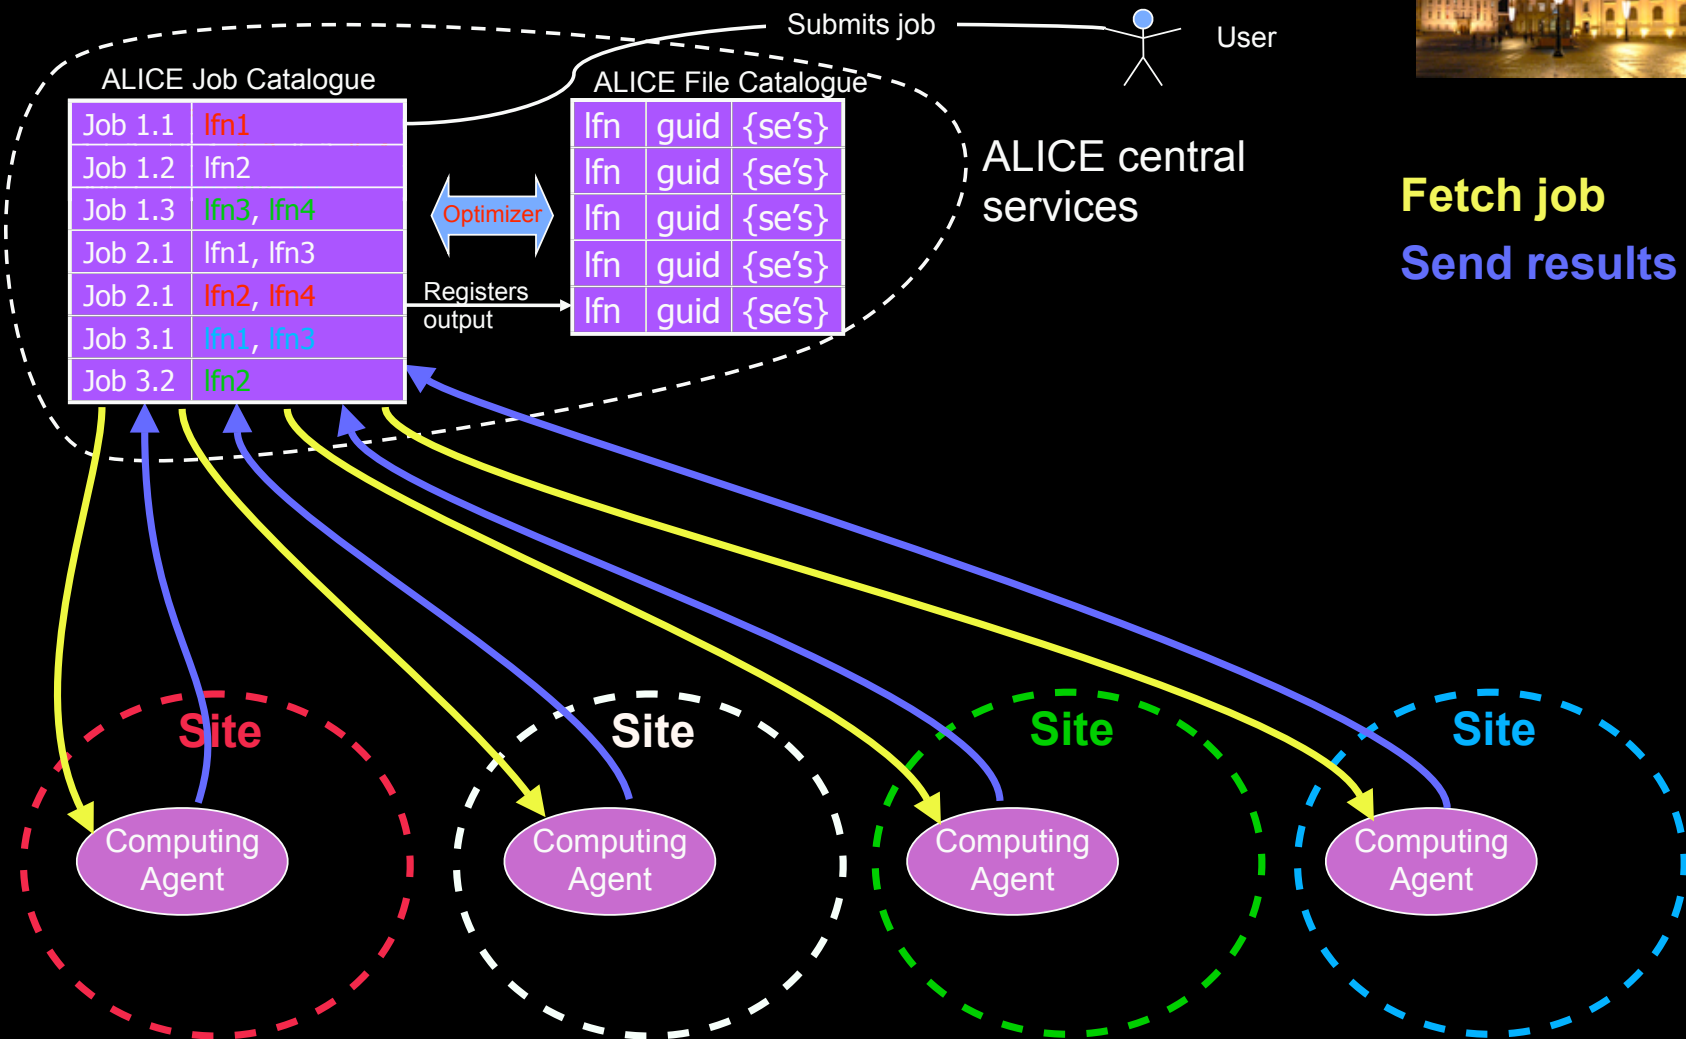 Submits job
User
ALICE Job Catalogue
ALICE File Catalogue
Job 1.1 lfn1
Job 1.2 lfn2
Job 1.3 lfn3, lfn4
Job 2.1 lfn1, lfn3
Job 2.1 lfn2, lfn4
Job 3.1 lfn1, lfn3
Job 3.2 lfn2
Optimizer
Registers
output
lfn guid {se's}
lfn guid {se's}
lfn guid {se's}
lfn guid {se's}
lfn guid {se's}
ALICE central
services
Fetch job
Send results
Site
Site
Site
Site
Computing
Agent
Computing
Agent
Computing
Agent
Computing
Agent